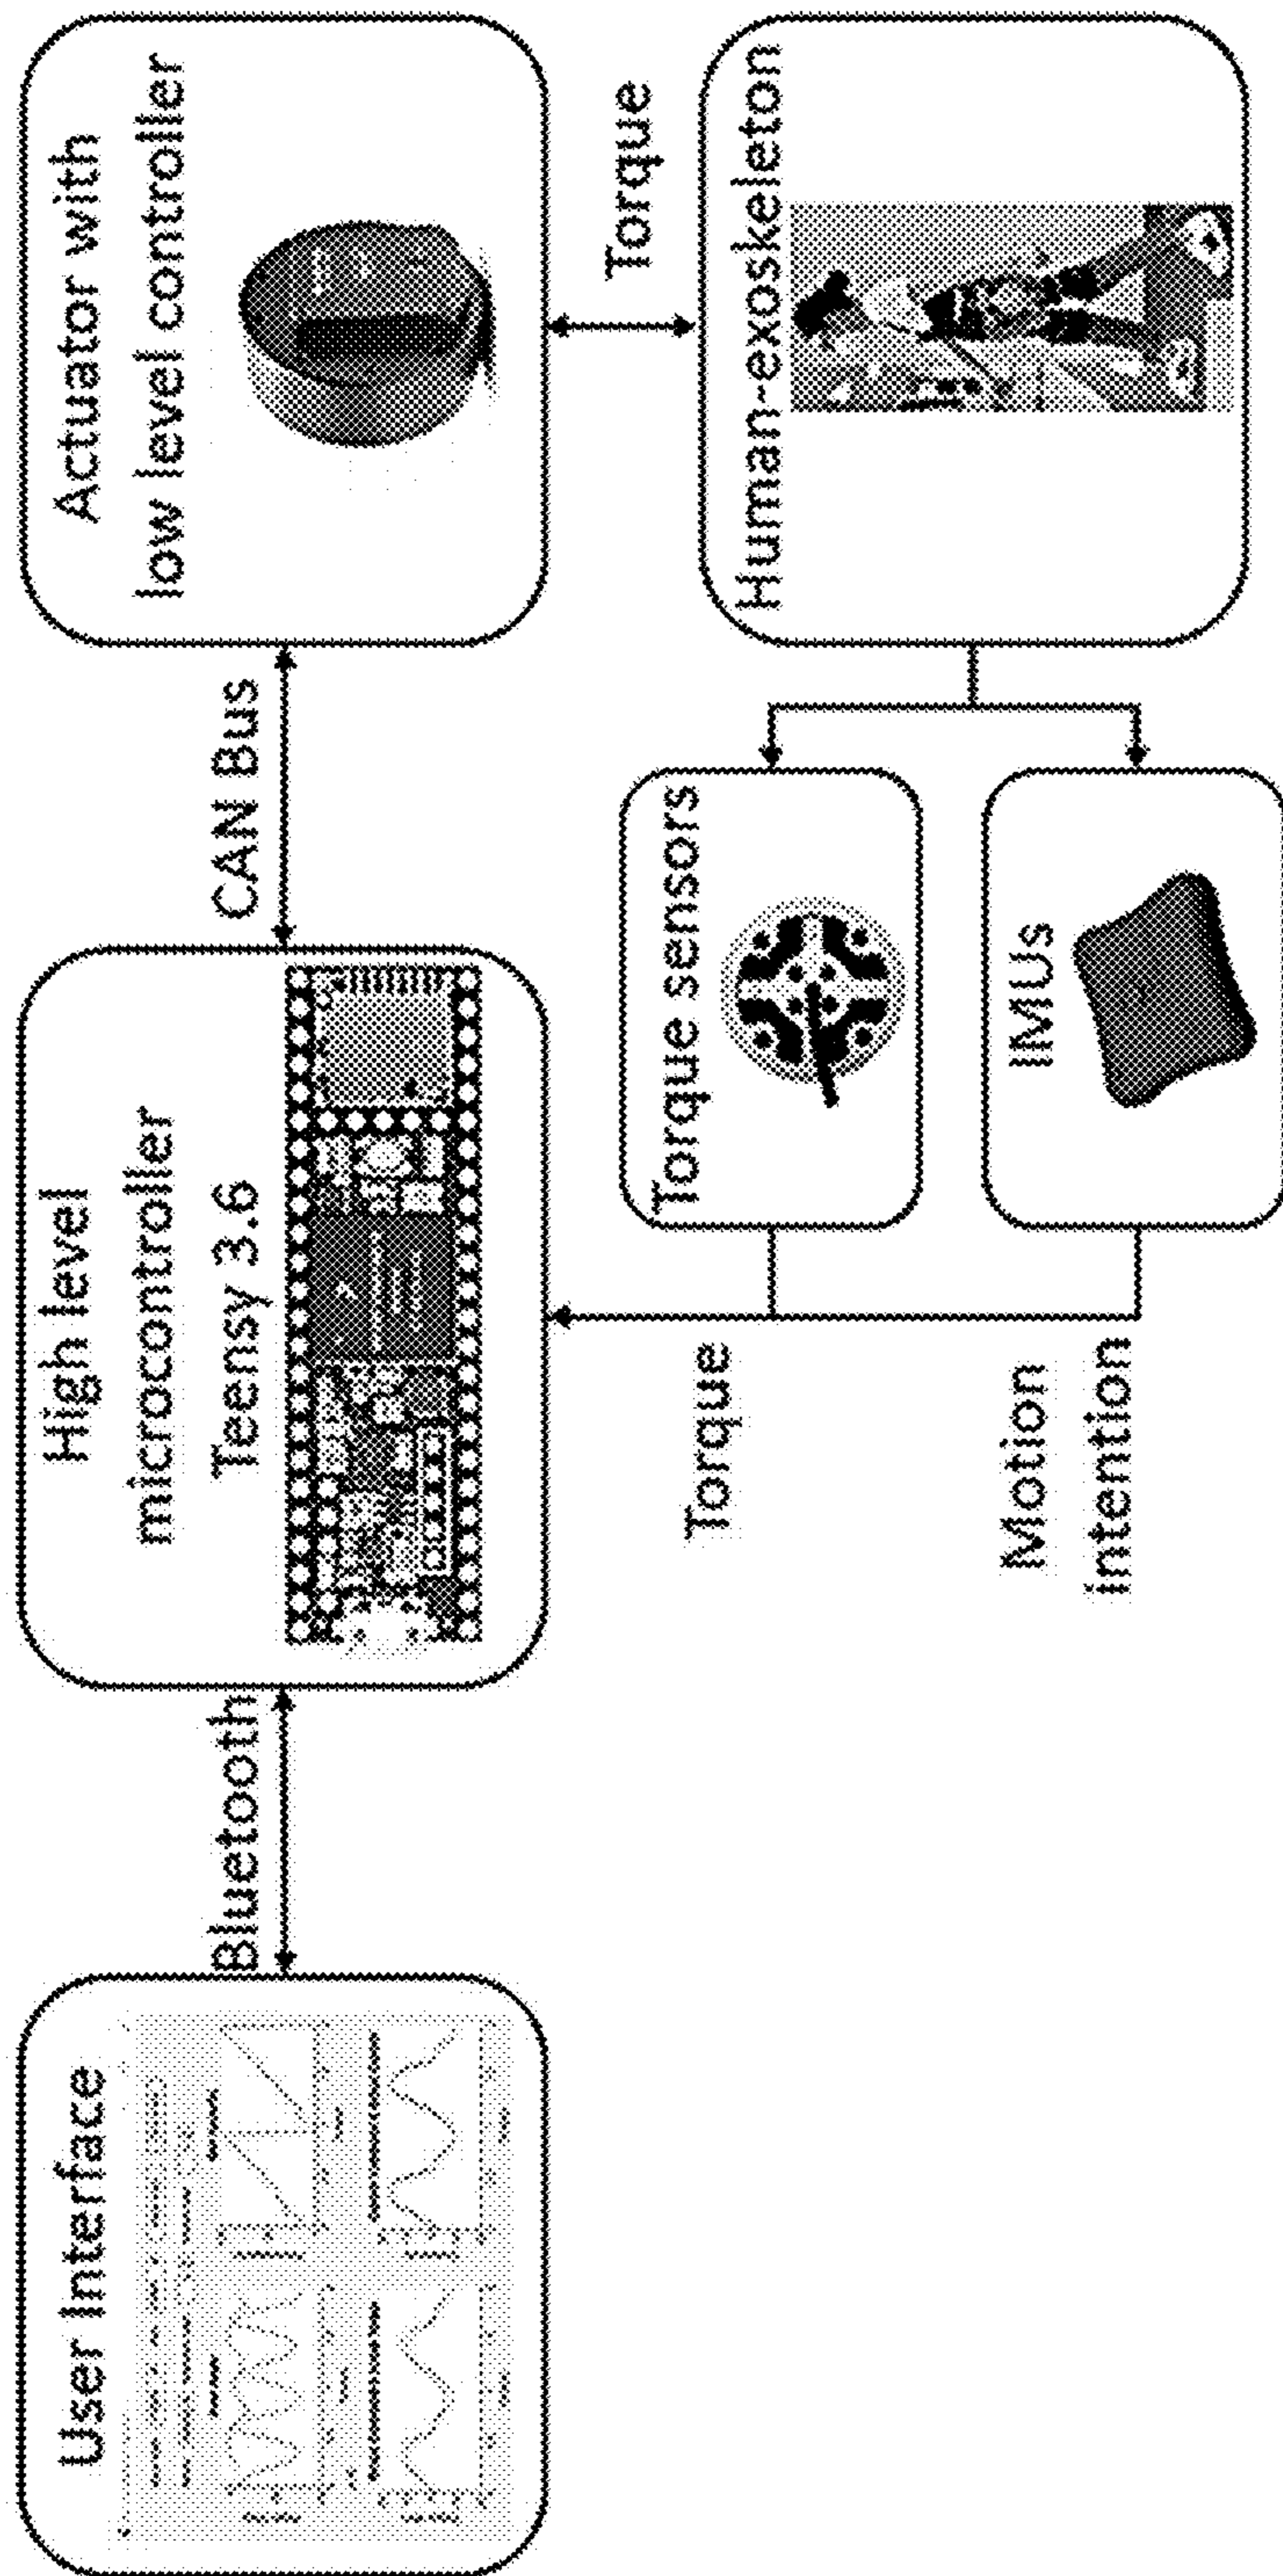 User Interface
Bluetooth
High level
microcontroller
Teensy 3.6
CAN Bus
Actuator with
low level controller
Torque
Human-exoskeleton
Torque sensors
IMUs
Torque
Motion
intention